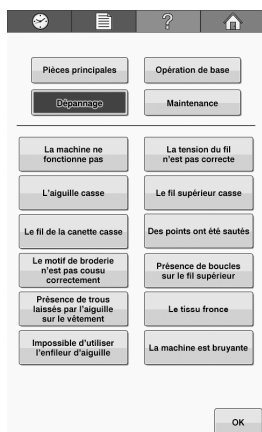 ?
Pièces principales
Opération de base
Dépannage
Maintenance
La machine ne
fonctionne pas
La tension du fil
n'est pas correcte
L'aiguille casse
Le fil supérieur casse
Le fil de la canette casse
Des points ont été sautés
Le motif de broderie
n'est pas cousu
correctement
Présence de boucles
sur le fil supérieur
Présence de trous
laissés par l'aiguille
sur le vêtement
Le tissu fronce
Impossible d'utiliser
l'enfileur d'aiguille
La machine est bruyante
OK